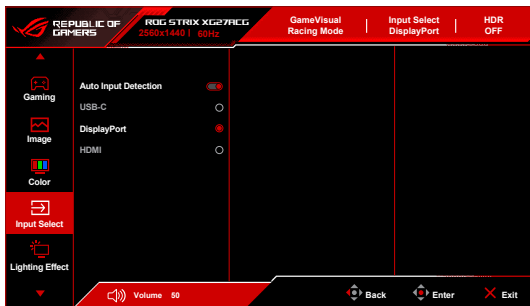 REPUBLIC OF
GAMERS
ROG STRIX XG27ACG
2560x1440 | 60Hz
GameVisual
Racing Mode
Input Select
DisplayPort
HDR
OFF
Gaming
Image
Color
Input Select
Lighting Effect
Auto Input Detection
USB-C
DisplayPort
HDMI
Volume 50
Back
Enter
Exit